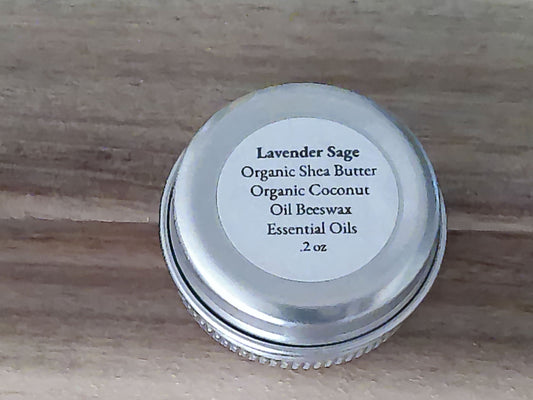 Lavender Sage
Organic Shea Butter
Organic Coconut
Oil Beeswax
Essential Oils
.2 oz